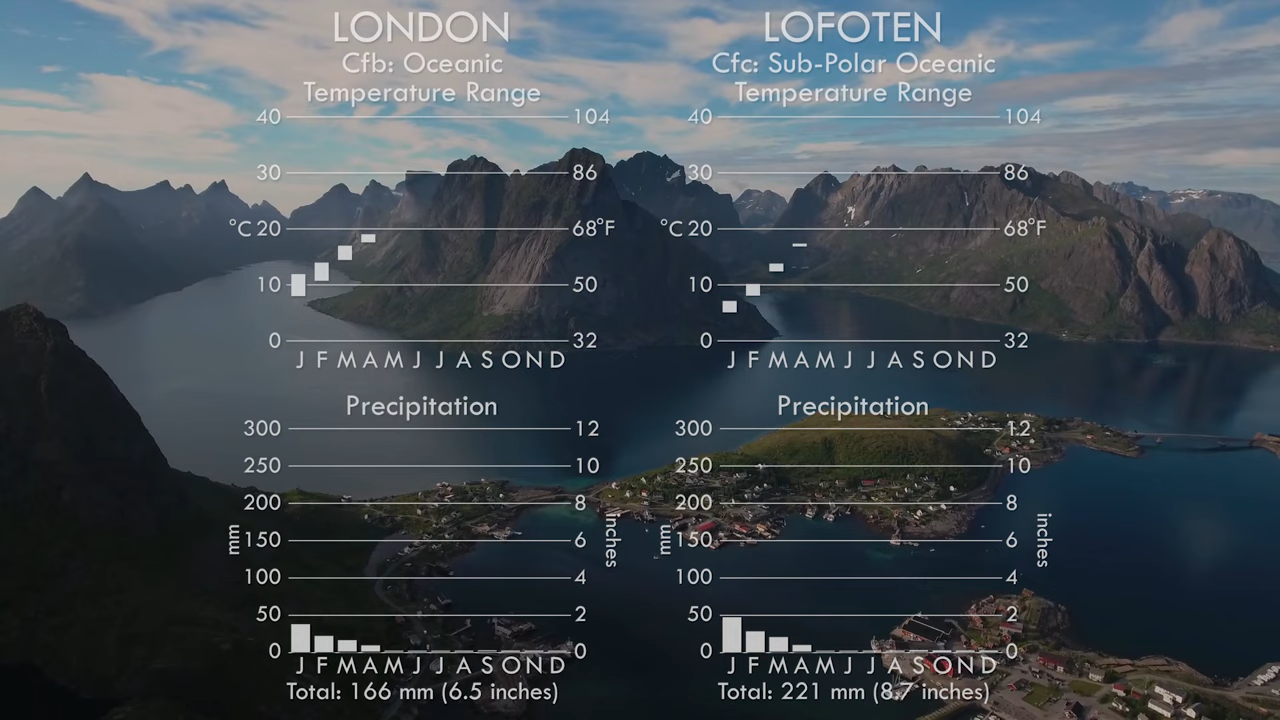 LONDON
Cfb: Oceanic
Temperature Range
40 104
30 86
°C 20 68°F
10 50
0 32
J F M A M J J A S O N D
Precipitation
300 12
250 10
200 8
mm 150 6 inches
100 4
50 2
0 0
J F M A M J J A S O N D
Total: 166 mm (6.5 inches)
LOFOTEN
Cfc: Sub-Polar Oceanic
Temperature Range
40 104
30 86
°C 20 68°F
10 50
0 32
J F M A M J J A S O N D
Precipitation
300 12
250 10
200 8
mm 150 6 inches
100 4
50 2
0 0
J F M A M J J A S O N D
Total: 221 mm (8.7 inches)